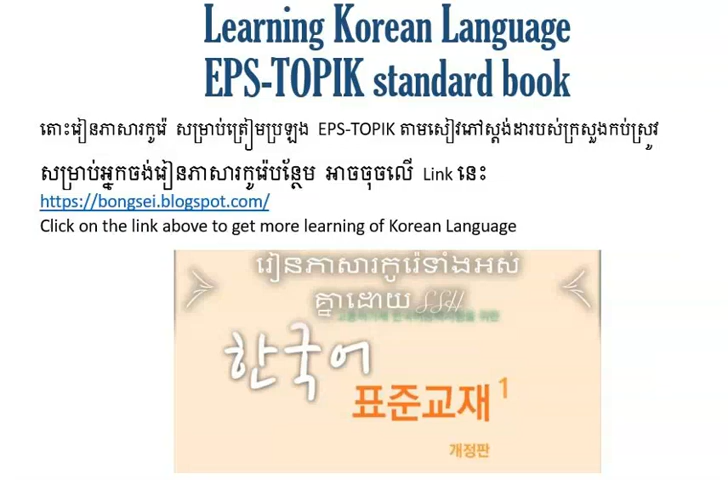 Learning Korean Language
EPS-TOPIK standard book
តោះរៀនភាសារកូរ៉េ សម្រាប់ត្រៀមប្រឡង EPS-TOPIK តាមសៀវភៅស្តង់ដារបស់ក្រសួងកប់ស្រូវ
សម្រាប់អ្នកចង់រៀនភាសារកូរ៉េបន្ថែម អាចចុចលើ Link នេះ
https://bongsei.blogspot.com/
Click on the link above to get more learning of Korean Language
រៀនភាសារកូរ៉េទាំងអស់
គ្នាដោយ SSH
한국어
표준교재 1
개정판